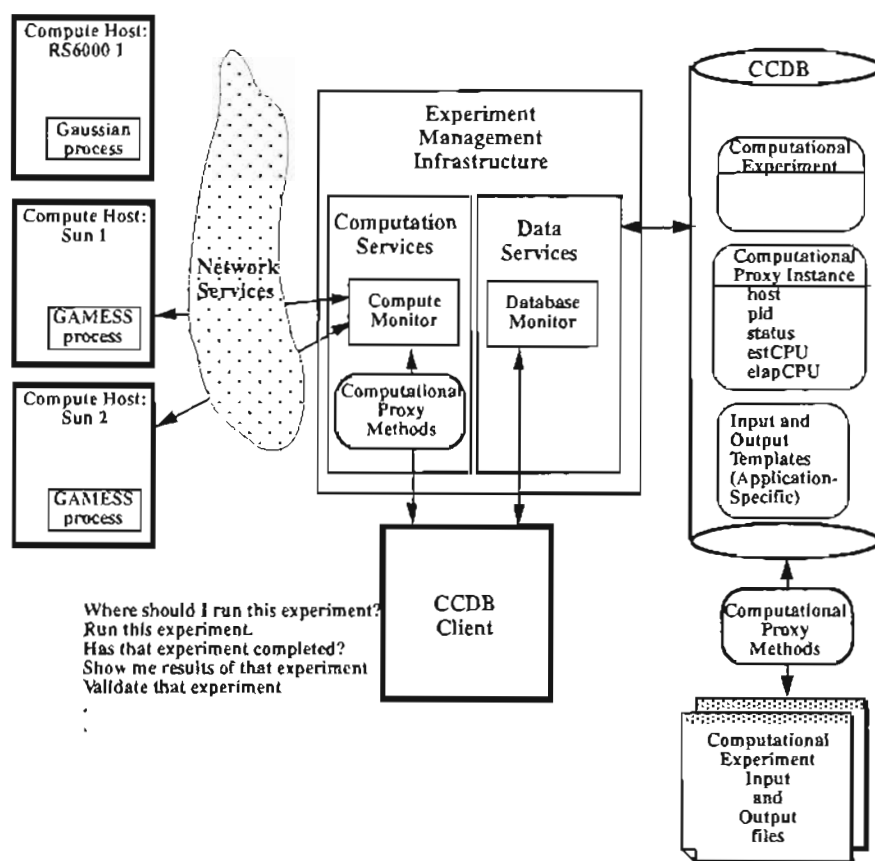 Compute Host:
RS6000 1
Gaussian
process
Compute Host:
Sun 1
GAMESS
process
Compute Host:
Sun 2
GAMESS
process
Network
Services
Experiment
Management
Infrastructure
Computation
Services
Compute
Monitor
Computational
Proxy
Methods
Data
Services
Database
Monitor
CCDB
Client
Where should I run this experiment?
Run this experiment.
Has that experiment completed?
Show me results of that experiment
Validate that experiment
:
CCDB
Computational
Experiment
Computational
Proxy Instance
host
pid
status
estCPU
elapCPU
Input and
Output
Templates
(Application-
Specific)
Computational
Proxy
Methods
Computational
Experiment
Input
and
Output
files